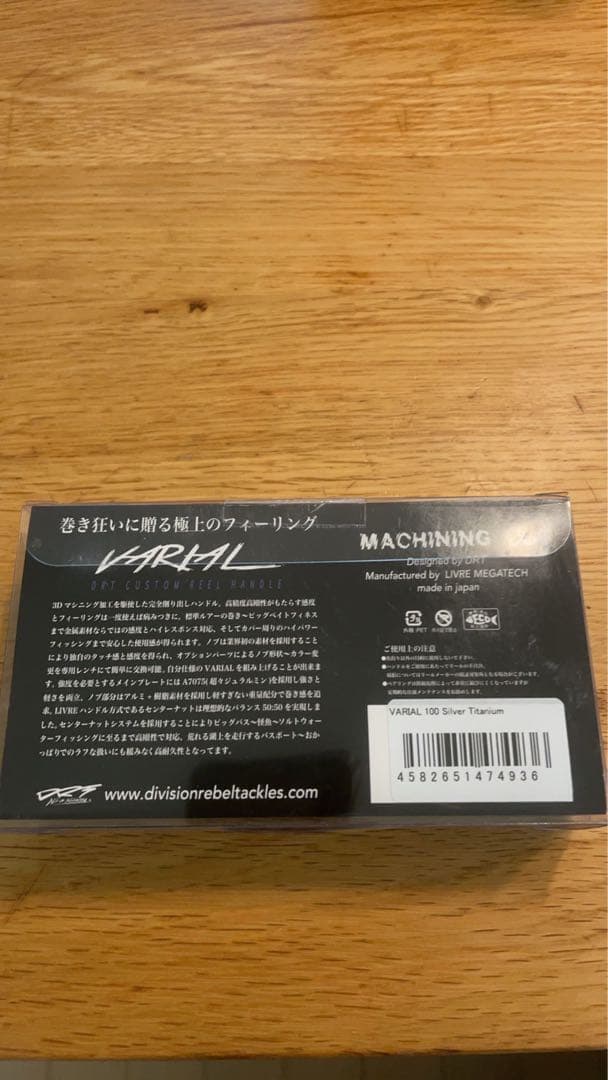 巻き狂いに贈る極上のフィーリング
VARIAL
DRT CUSTOM REEL HANDLE
3Dマシニング加工を駆使した完全削り出しハンドル。高精度高剛性がもたらす感度
とフィーリングは一度使えば病みつきに。標準ルアーの巻き〜ビッグベイトフィネス
まで金属素材ならではの感度とハイレスポンス対応、そしてカバー周りのハイパワー
フィッシングまで安心した使用感が得られます。ノブは業界初の素材を採用すること
により独自のタッチ感と感度を得られ、オプションパーツによるノブ形状〜カラー変
更を専用レンチにて簡単に交換可能。自分仕様のVARIALを組み上げることが出来ま
す。強度を必要とするメインプレートにはA7075(超々ジュラルミン)を採用し強さと
軽さを両立。ノブ部分はアルミ+樹脂素材を採用し軽すぎない重量配分で巻き感を追
求。LIVREハンドル方式であるセンターナットは理想的なバランス50:50を実現しまし
た。センターナットシステムを採用することによりビッグバス〜怪魚〜ソルトウォー
ターフィッシングに至るまで高剛性で対応、荒れる湖上を走行するバスボート〜おか
っぱりでのラフな扱いにも緩みなく高耐久性となってます。
DRT
www.divisionrebeltackles.com
MACHINING
Designed by DRT
Manufactured by LIVRE MEGATECH
made in japan
外箱:PET
ご使用上の注意
VARIAL 100 Silver Titanium
4582651474936